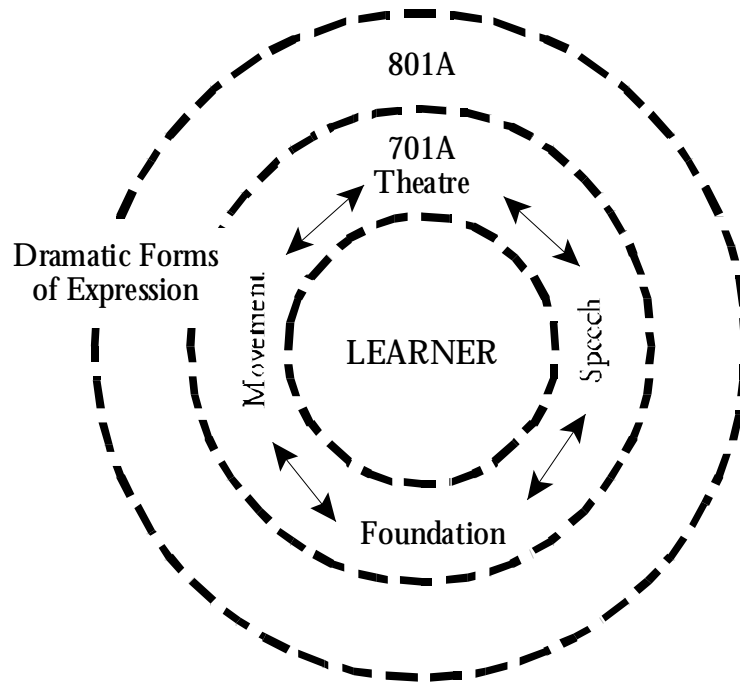 801A
701A
Theatre
Dramatic Forms
of Expression
Movement
LEARNER
Speech
Foundation